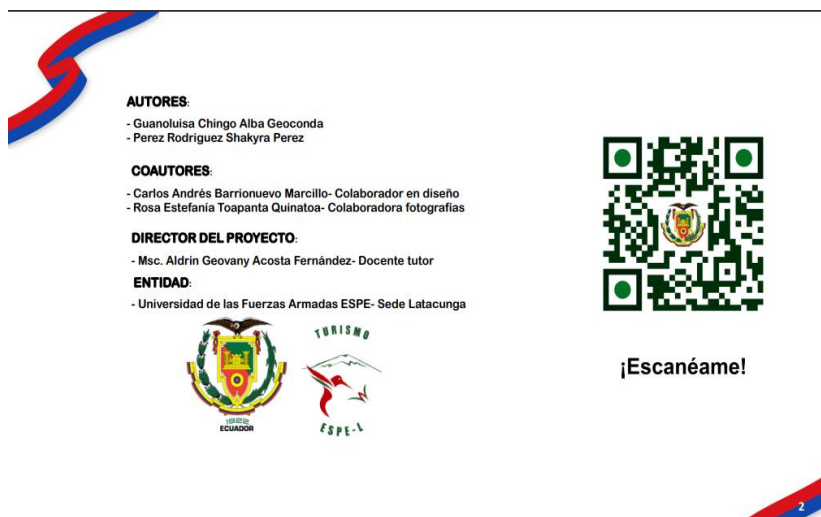 AUTORES:
- Guanoluisa Chingo Alba Geoconda
- Perez Rodriguez Shakyra Perez
COAUTORES:
- Carlos Andrés Barrionuevo Marcillo- Colaborador en diseño
- Rosa Estefanía Toapanta Quinatoa- Colaboradora fotografías
DIRECTOR DEL PROYECTO:
- Msc. Aldrin Geovany Acosta Fernández- Docente tutor
ENTIDAD:
- Universidad de las Fuerzas Armadas ESPE- Sede Latacunga
1922
ECUADOR
TURISMO
ESPE-L
¡Escanéame!
2